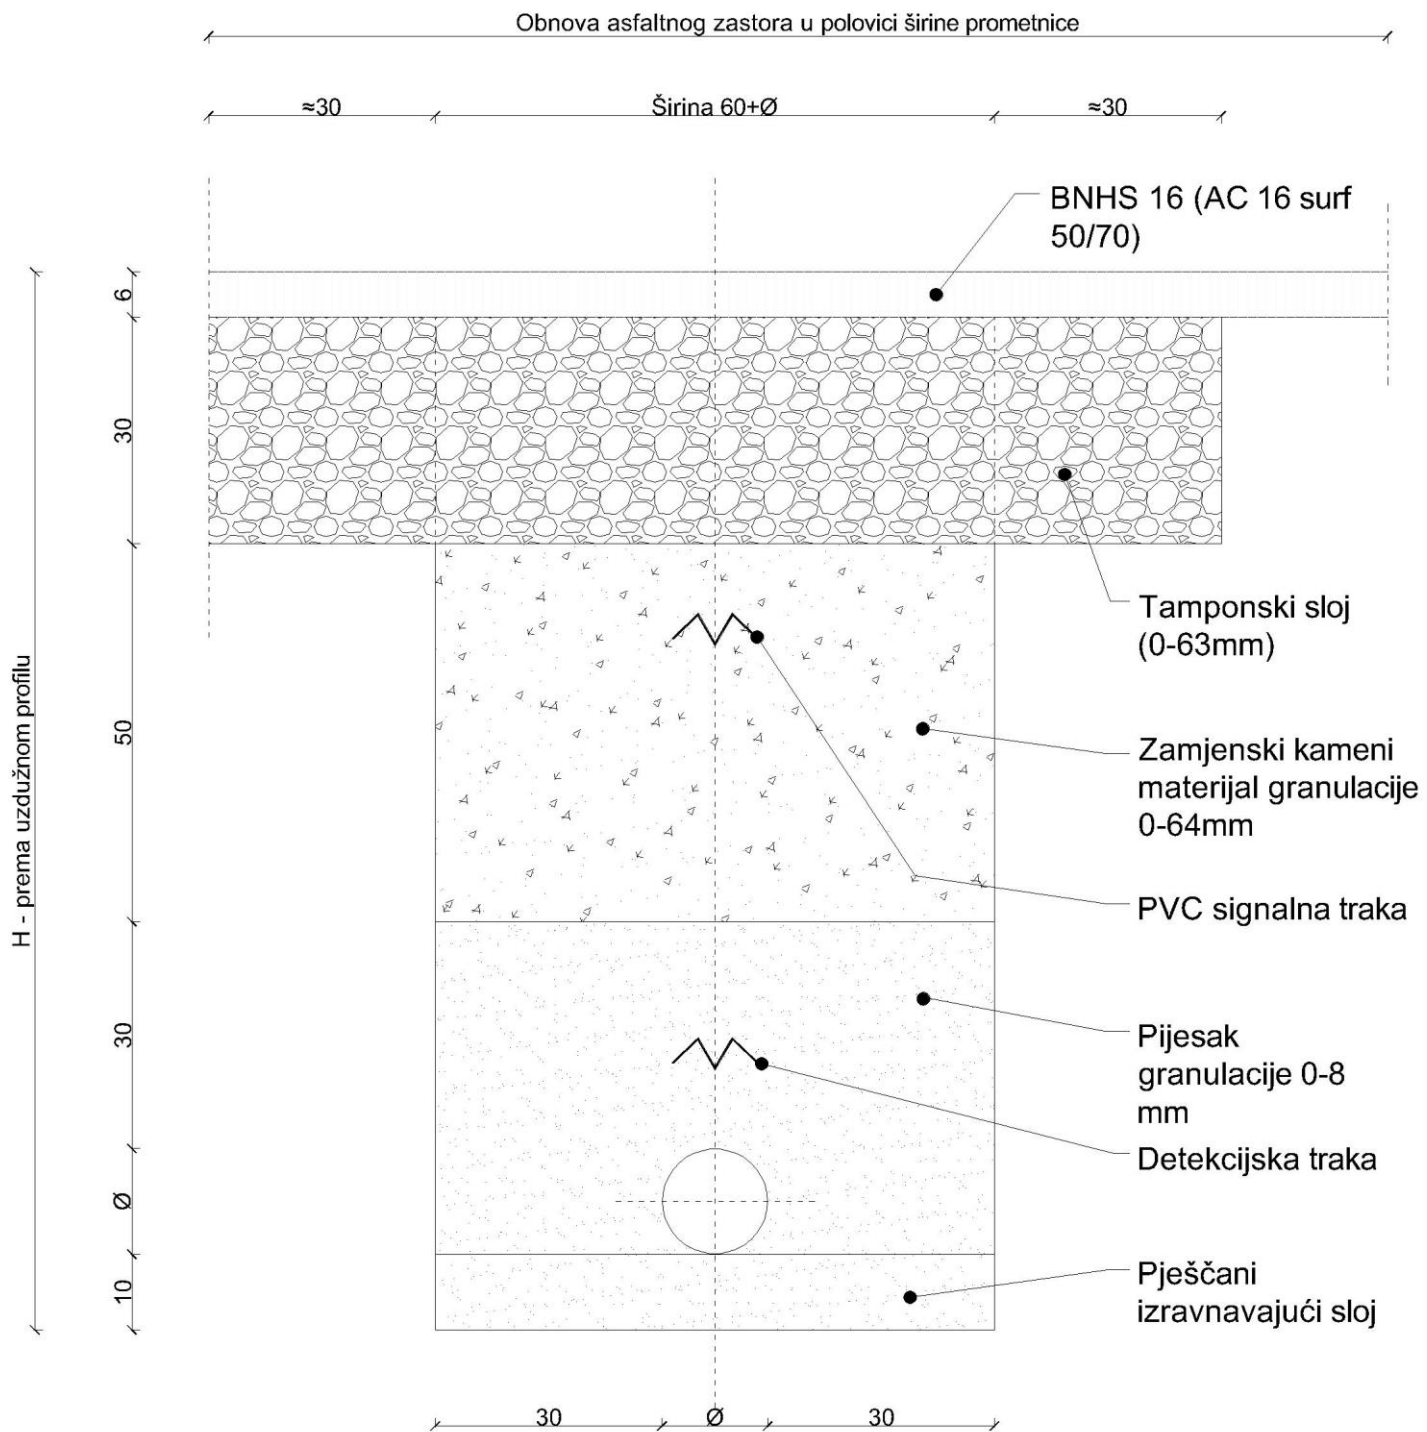 Obnova asfaltnog zastora u polovici širine prometnice
≈30
Širina 60+Ø
≈30
BNHS 16 (AC 16 surf
50/70)
6
30
Tamponski sloj
(0-63mm)
H - prema uzdužnom profilu
50
Zamjenski kameni
materijal granulacije
0-64mm
PVC signalna traka
30
Pijesak
granulacije 0-8
mm
Detekcijska traka
Ø
10
Pješčani
izravnavajući sloj
30
Ø
30